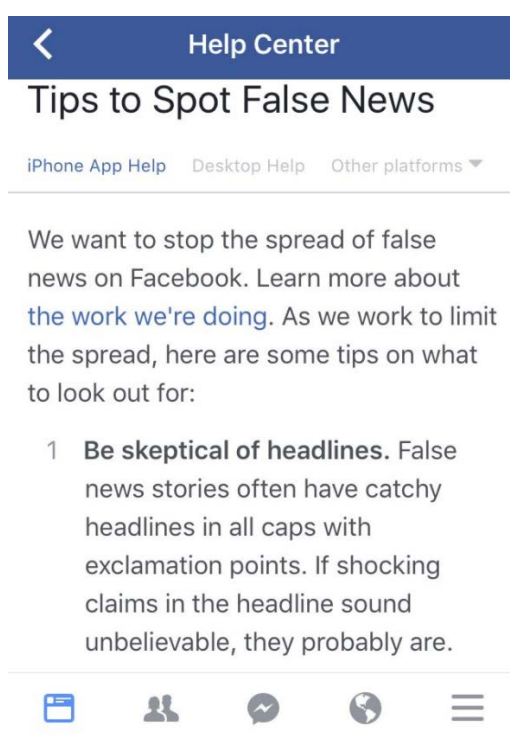 Help Center
Tips to Spot False News
iPhone App Help Desktop Help Other platforms
We want to stop the spread of false
news on Facebook. Learn more about
the work we're doing. As we work to limit
the spread, here are some tips on what
to look out for:
1 Be skeptical of headlines. False
news stories often have catchy
headlines in all caps with
exclamation points. If shocking
claims in the headline sound
unbelievable, they probably are.